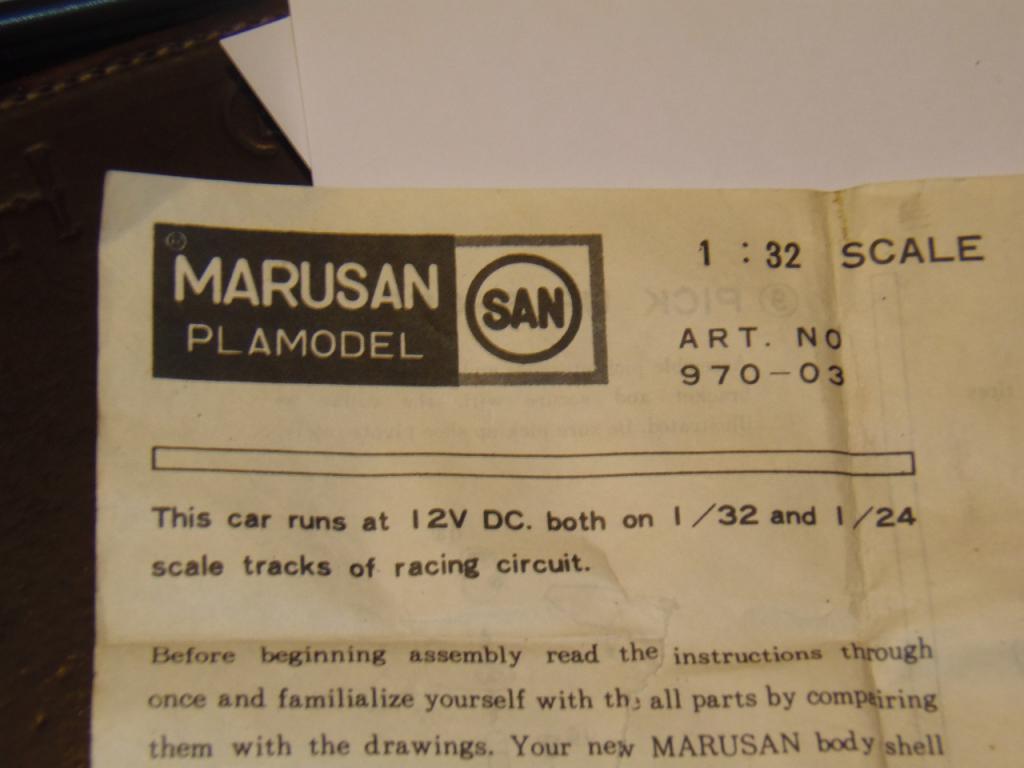 MARUSAN
PLAMODEL
SAN
1 : 32 SCALE
ART. NO
970-03
This car runs at 12V DC. both on 1/32 and 1/24
scale tracks of racing circuit.
Before beginning assembly read the instructions through
once and familialize yourself with the all parts by compairing
them with the drawings. Your new MARUSAN body shell